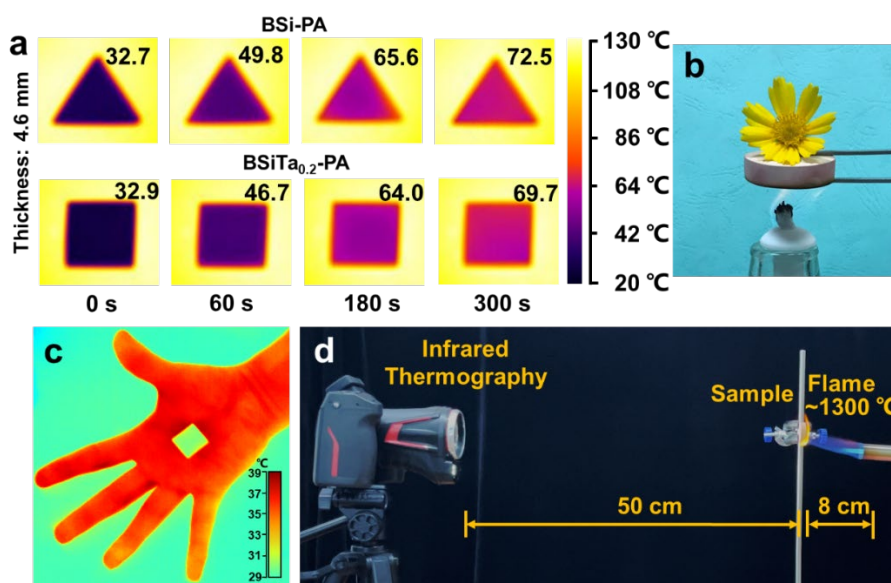 a
BSi-PA
32.7
49.8
65.6
72.5
Thickness: 4.6 mm
BSiTa₀.₂-PA
32.9
46.7
64.0
69.7
0 s
60 s
180 s
300 s
130 ℃
108 ℃
86 ℃
64 ℃
42 ℃
20 ℃
b
c
℃
39
37
35
33
31
29
d
Infrared
Thermography
Sample
Flame
~1300 ℃
50 cm
8 cm